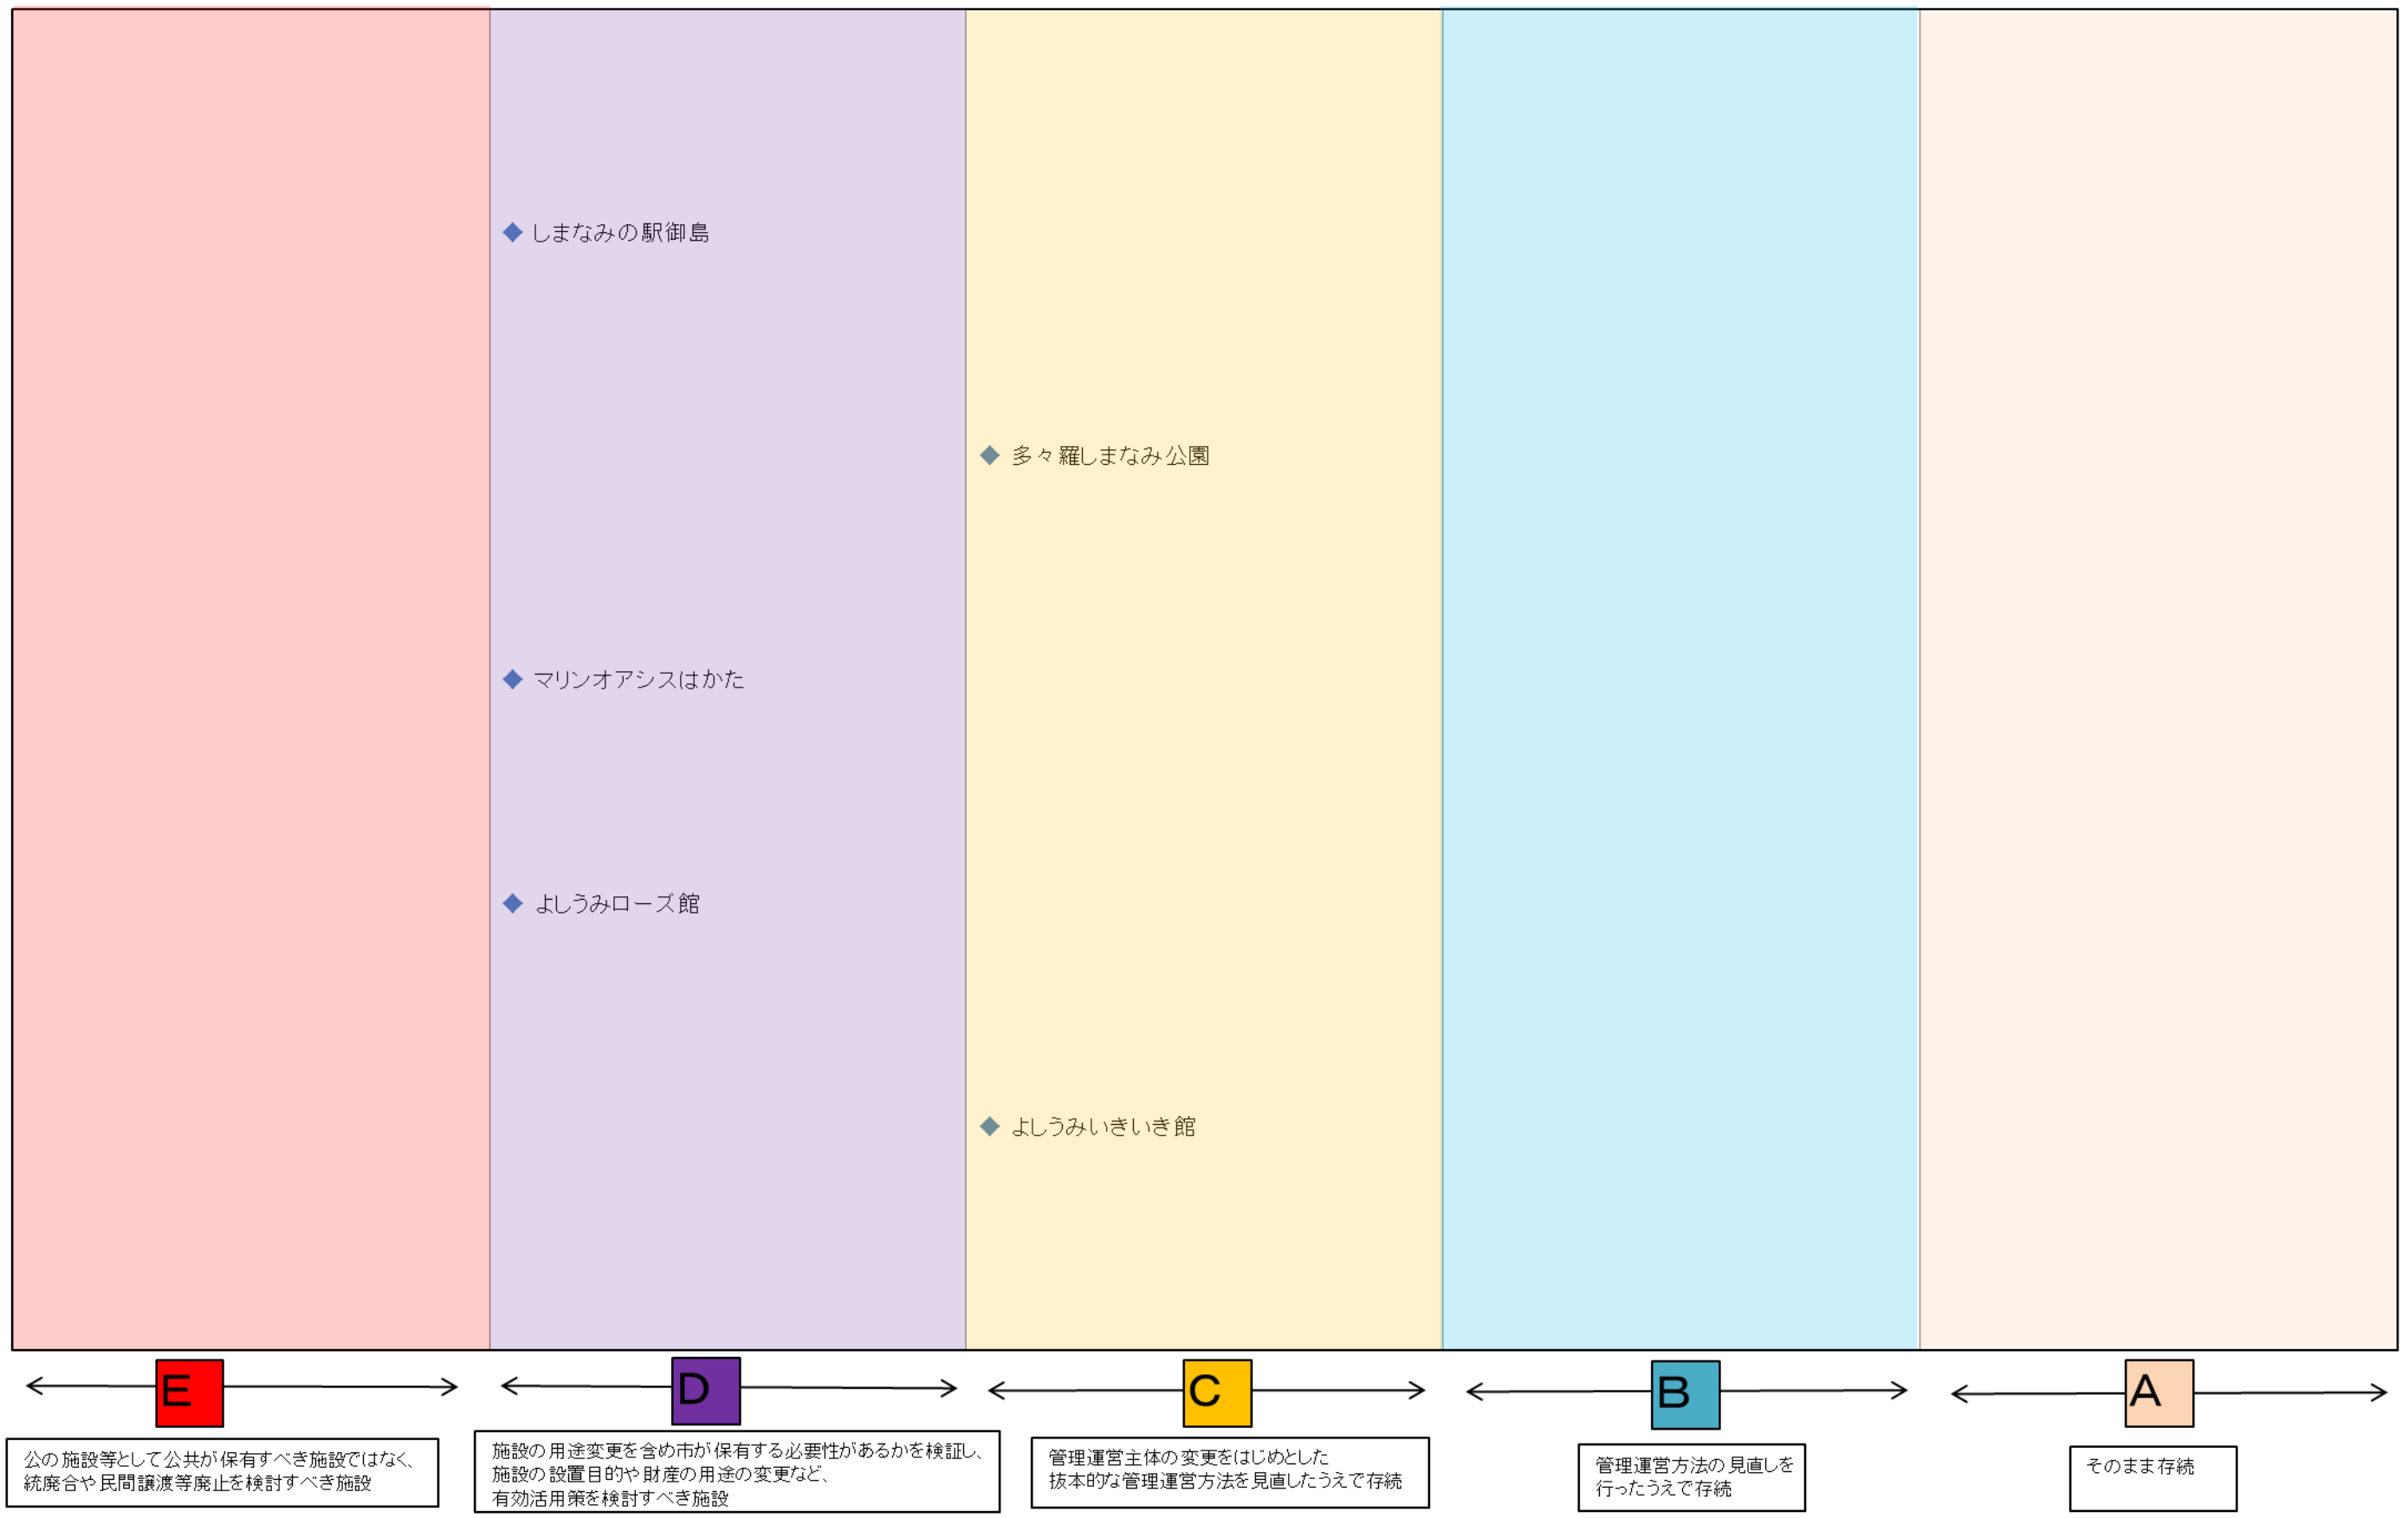 しまなみの駅御島
多々羅しまなみ公園
マリンオアシスはかた
よしうみローズ館
よしうみいきいき館
E
D
C
B
A
公の施設等として公共が保有すべき施設ではなく、
統廃合や民間譲渡等廃止を検討すべき施設
施設の用途変更を含め市が保有する必要性があるかを検証し、
施設の設置目的や財産の用途の変更など、
有効活用策を検討すべき施設
管理運営主体の変更をはじめとした
抜本的な管理運営方法を見直したうえで存続
管理運営方法の見直しを
行ったうえで存続
そのまま存続